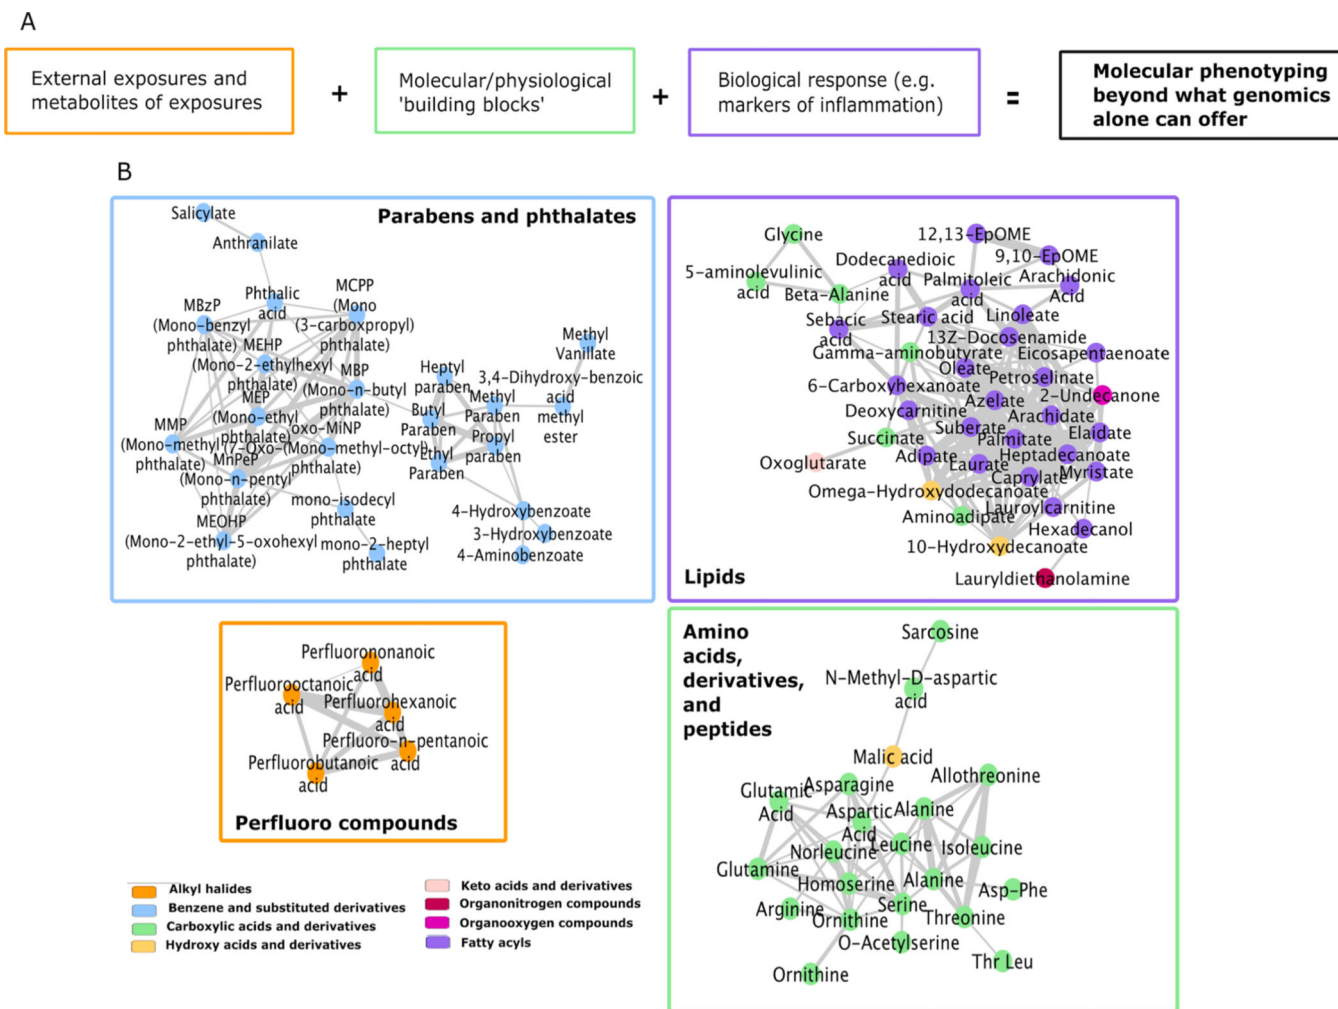 A
External exposures and
metabolites of exposures
+
Molecular/physiological
'building blocks'
+
Biological response (e.g.
markers of inflammation)
=
Molecular phenotyping
beyond what genomics
alone can offer
B
Parabens and phthalates
Salicylate
Anthranilate
Phthalic
acid
MCPP
(Mono
(3-carboxpropyl)
phthalate)
MBzP
(Mono-benzyl
phthalate)
MEHP
(Mono-2-ethylhexyl
phthalate)
MBP
(Mono-n-butyl
phthalate)
MEP
(Mono-ethyl
phthalate)
MMP
(Mono-methyl
phthalate)
oxo-MiNP
(7-Oxo-(Mono-methyl-octyl)
phthalate)
MnPeP
(Mono-n-pentyl
phthalate)
MEOHP
(Mono-2-ethyl-5-oxohexyl
phthalate)
mono-isodecyl
phthalate
mono-2-heptyl
phthalate
Heptyl
paraben
Butyl
Paraben
Methyl
Paraben
Propyl
paraben
Ethyl
Paraben
Methyl
Vanillate
3,4-Dihydroxy-benzoic
acid
methyl
ester
4-Hydroxybenzoate
3-Hydroxybenzoate
4-Aminobenzoate
Lipids
Glycine
5-aminolevulinic
acid
Beta-Alanine
Dodecanedioic
acid
12,13-EpOME
9,10-EpOME
Palmitoleic
acid
Arachidonic
Acid
Sebacic
acid
Stearic acid
Linoleate
13Z-Docosenamide
Gamma-aminobutyrate
Eicosapentaenoate
Oleate
Petroselinate
6-Carboxyhexanoate
2-Undecanone
Azelate
Deoxycarnitine
Arachidate
Suberate
Elaidate
Succinate
Palmitate
Oxoglutarate
Adipate
Heptadecanoate
Laurate
Caprylate
Myristate
Omega-Hydroxydodecanoate
Lauroylcarnitine
Aminoadipate
Hexadecanol
10-Hydroxydecanoate
Lauryldiethanolamine
Perfluorononanoic
acid
Perfluorooctanoic
acid
Perfluorohexanoic
acid
Perfluoro-n-pentanoic
acid
Perfluorobutanoic
acid
Perfluoro compounds
Amino
acids,
derivatives,
and
peptides
Sarcosine
N-Methyl-D-aspartic
acid
Malic acid
Allothreonine
Asparagine
Glutamic
Acid
Aspartic
Acid
Alanine
Leucine
Isoleucine
Norleucine
Glutamine
Homoserine
Alanine
Asp-Phe
Arginine
Ornithine
Serine
Threonine
O-Acetylserine
Thr Leu
Ornithine
Alkyl halides
Benzene and substituted derivatives
Carboxylic acids and derivatives
Hydroxy acids and derivatives
Keto acids and derivatives
Organonitrogen compounds
Organooxygen compounds
Fatty acyls